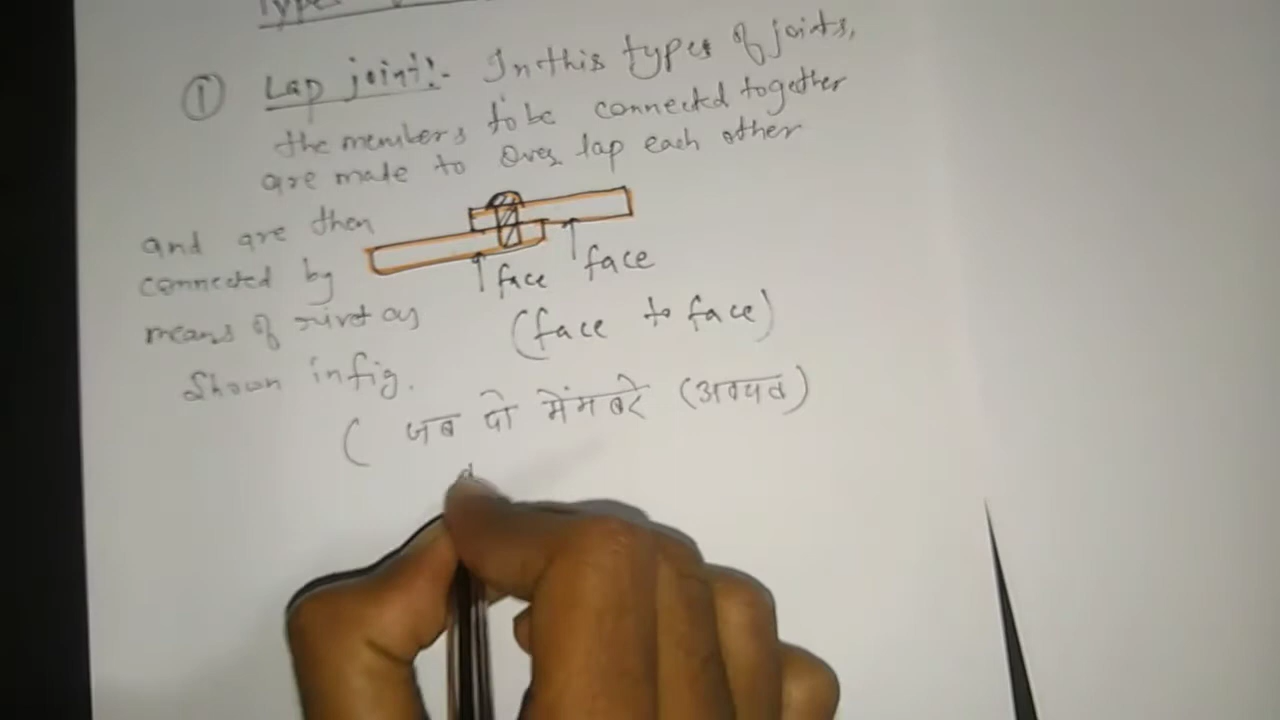 Types
① Lap joint:- In this types of joints,
the members to be connected together
are made to over lap each other
and are then
connected by
means of rivet as
shown in fig.
face face
(face to face)
( जब दो मेंमबरे (अवयव)